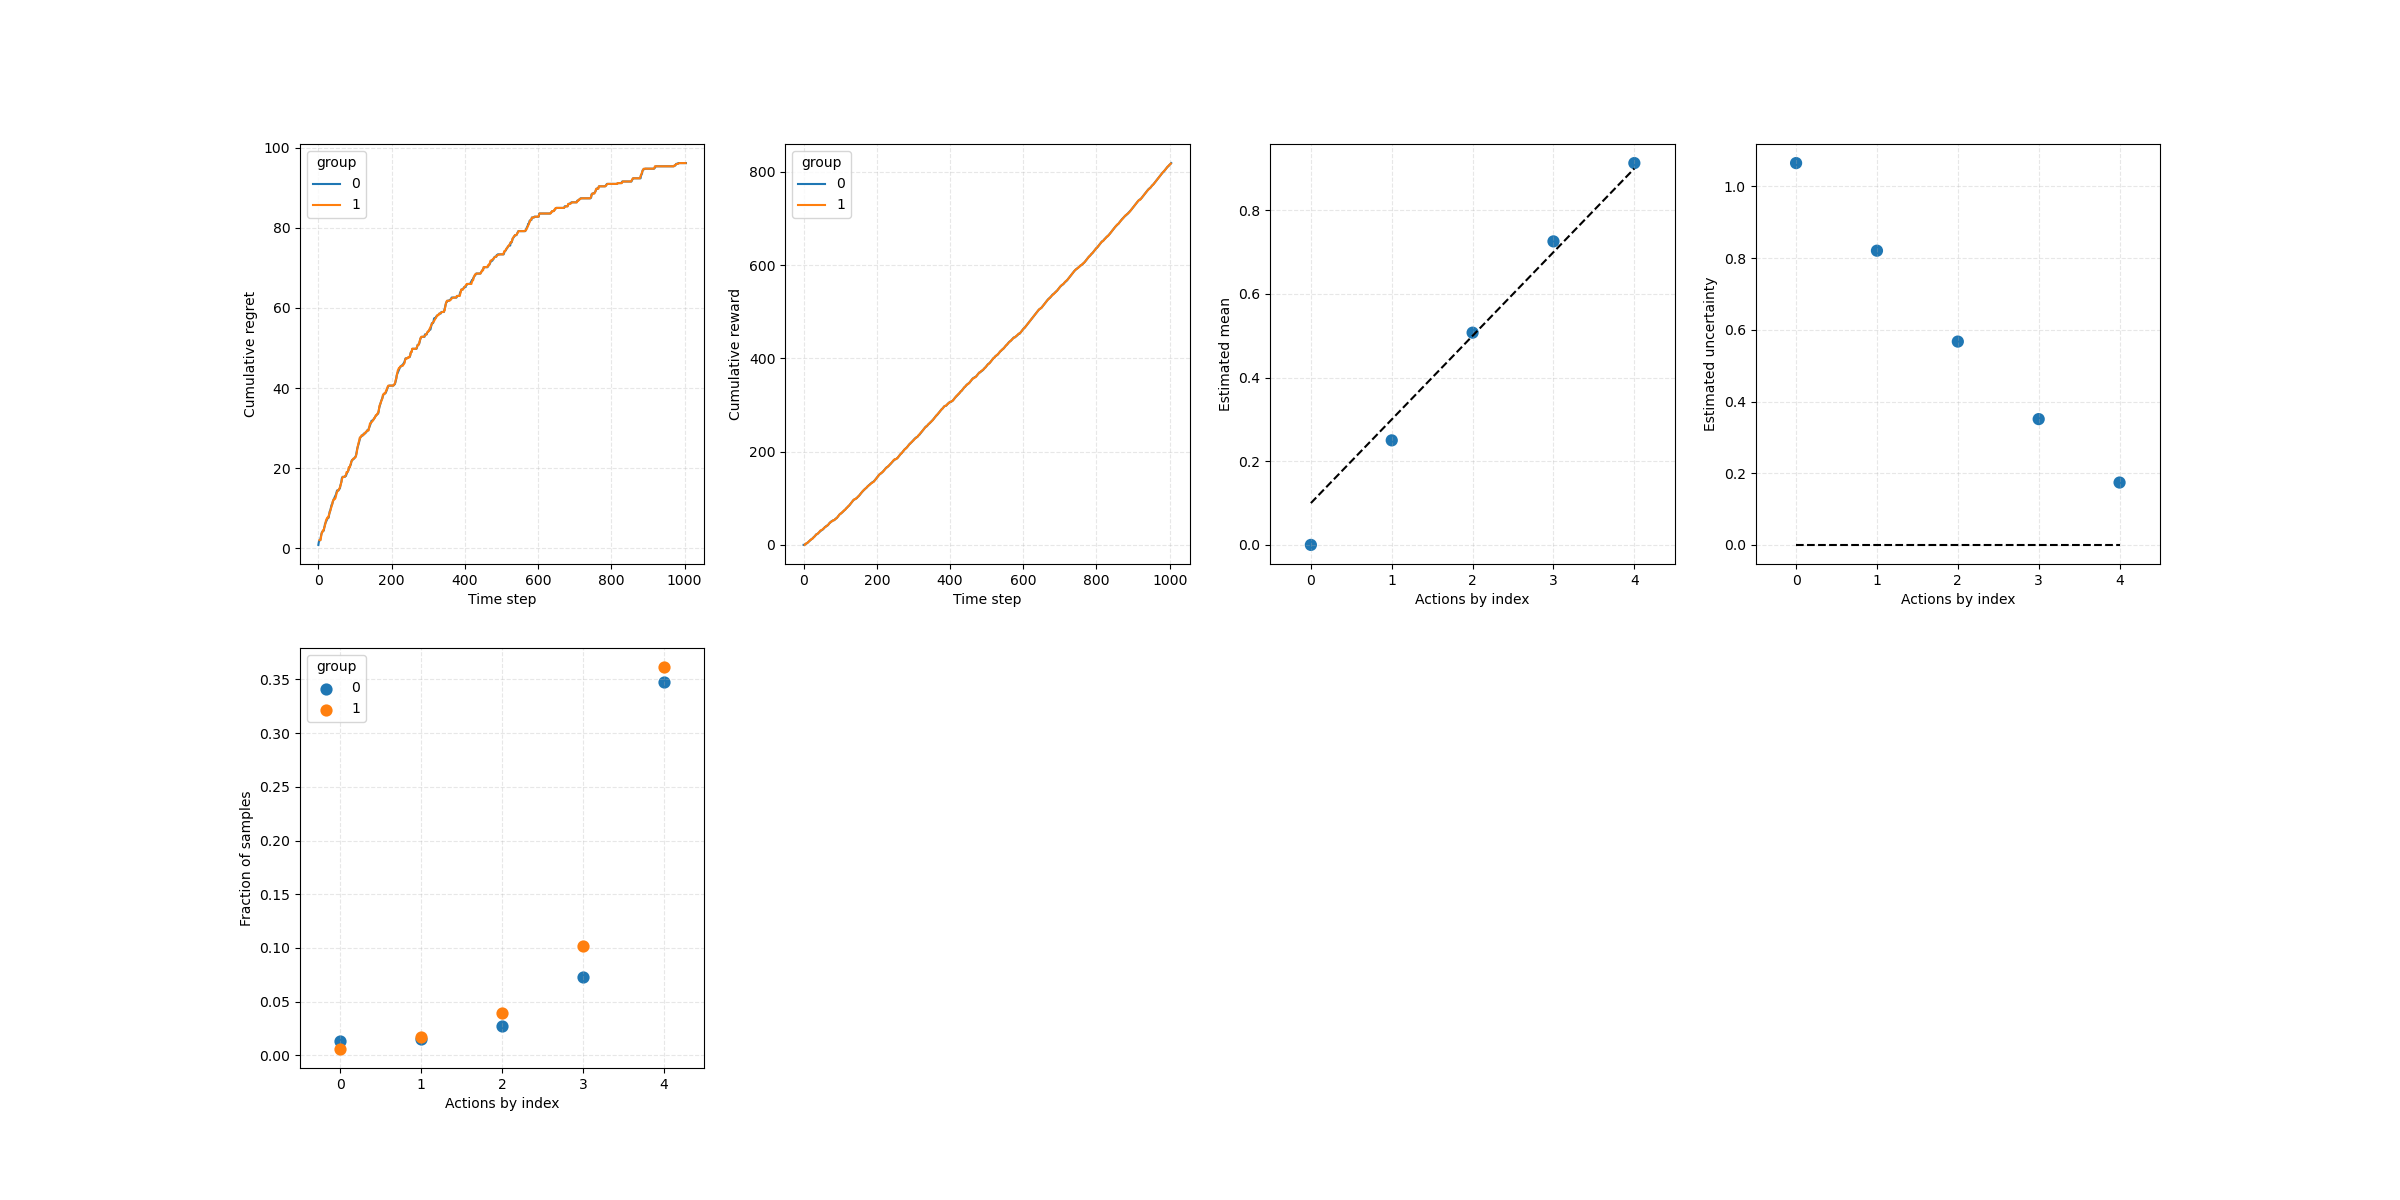 group
0
1
100
80
60
40
20
0
0 200 400 600 800 1000
Time step
Cumulative regret
group
0
1
800
600
400
200
0
0 200 400 600 800 1000
Time step
Cumulative reward
0.8
0.6
0.4
0.2
0.0
0 1 2 3 4
Actions by index
Estimated mean
1.0
0.8
0.6
0.4
0.2
0.0
0 1 2 3 4
Actions by index
Estimated uncertainty
group
0
1
0.35
0.30
0.25
0.20
0.15
0.10
0.05
0.00
0 1 2 3 4
Actions by index
Fraction of samples